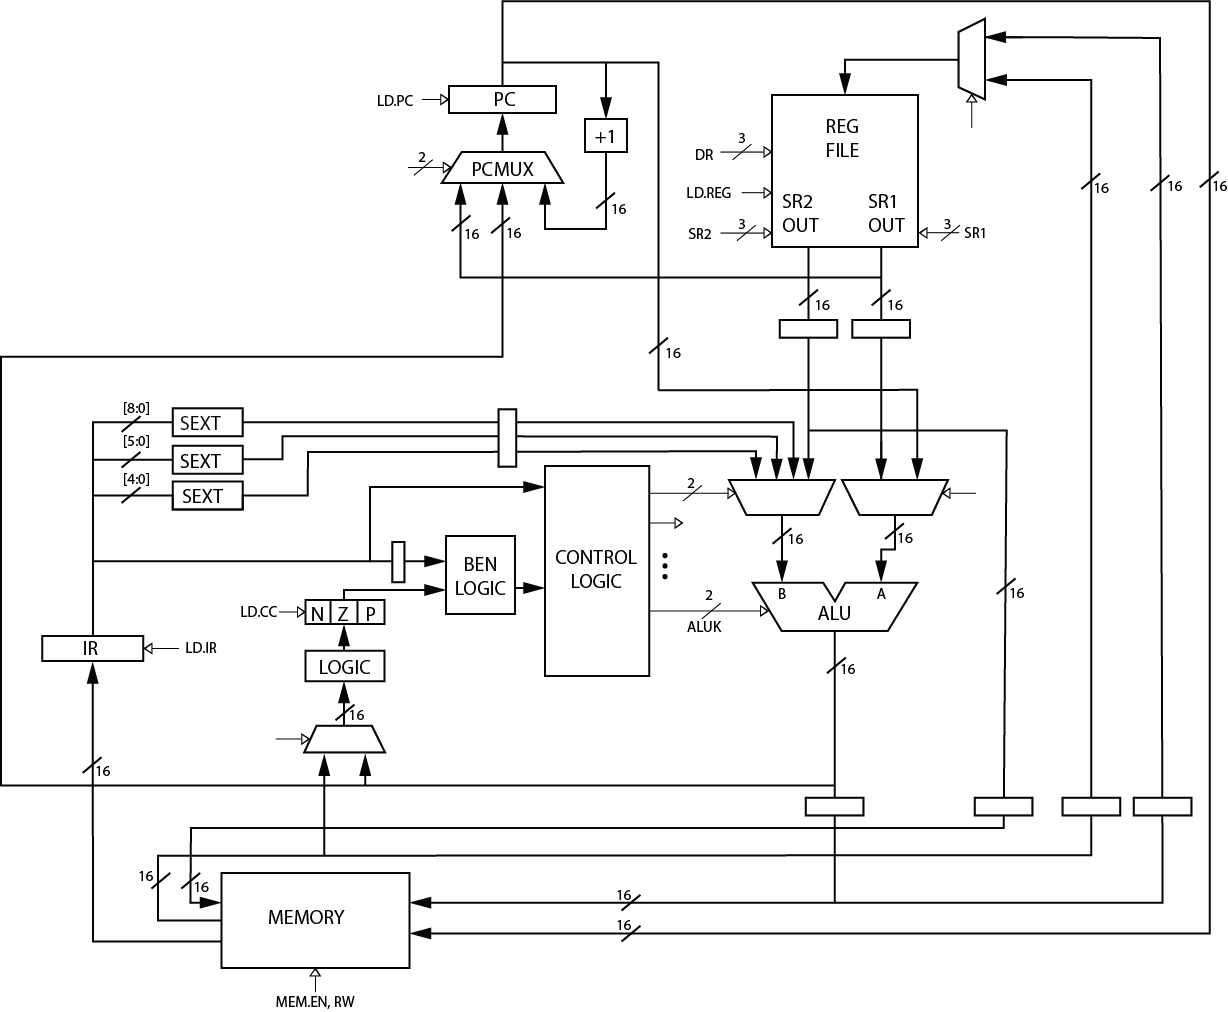 LD.PC
PC
+1
2
PCMUX
16
16
16
REG
FILE
DR
3
LD.REG
SR2
3
SR2
OUT
SR1
OUT
3
SR1
16
16
16
16
16
16
[8:0]
SEXT
[5:0]
SEXT
[4:0]
SEXT
2
CONTROL
LOGIC
BEN
LOGIC
16
16
B
A
ALU
2
ALUK
16
16
LD.CC
N Z P
LOGIC
16
IR
LD.IR
16
16
16
MEMORY
16
16
MEM.EN, RW